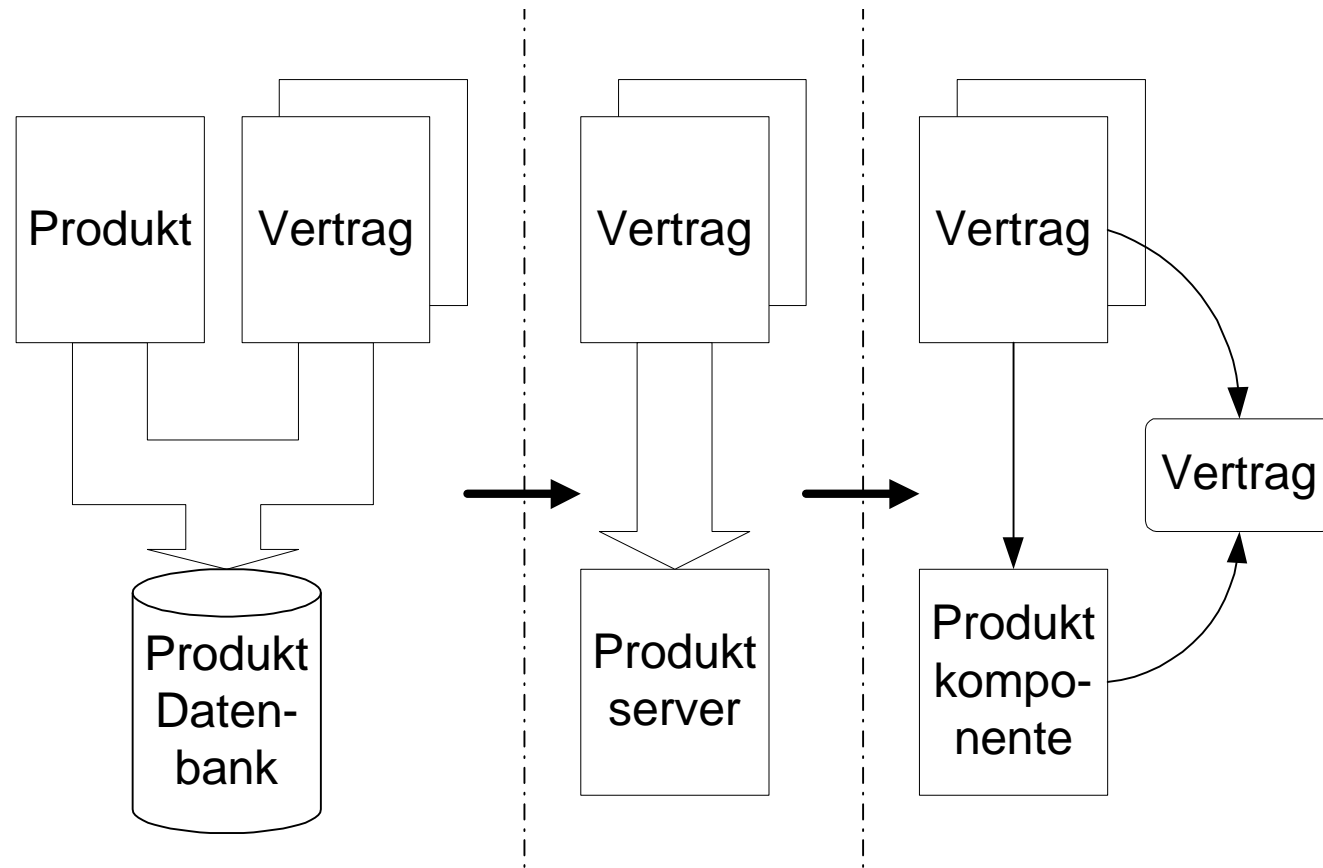 Produkt
Vertrag
Produkt
Daten-
bank
Vertrag
Produkt
server
Vertrag
Produkt
kompo-
nente
Vertrag